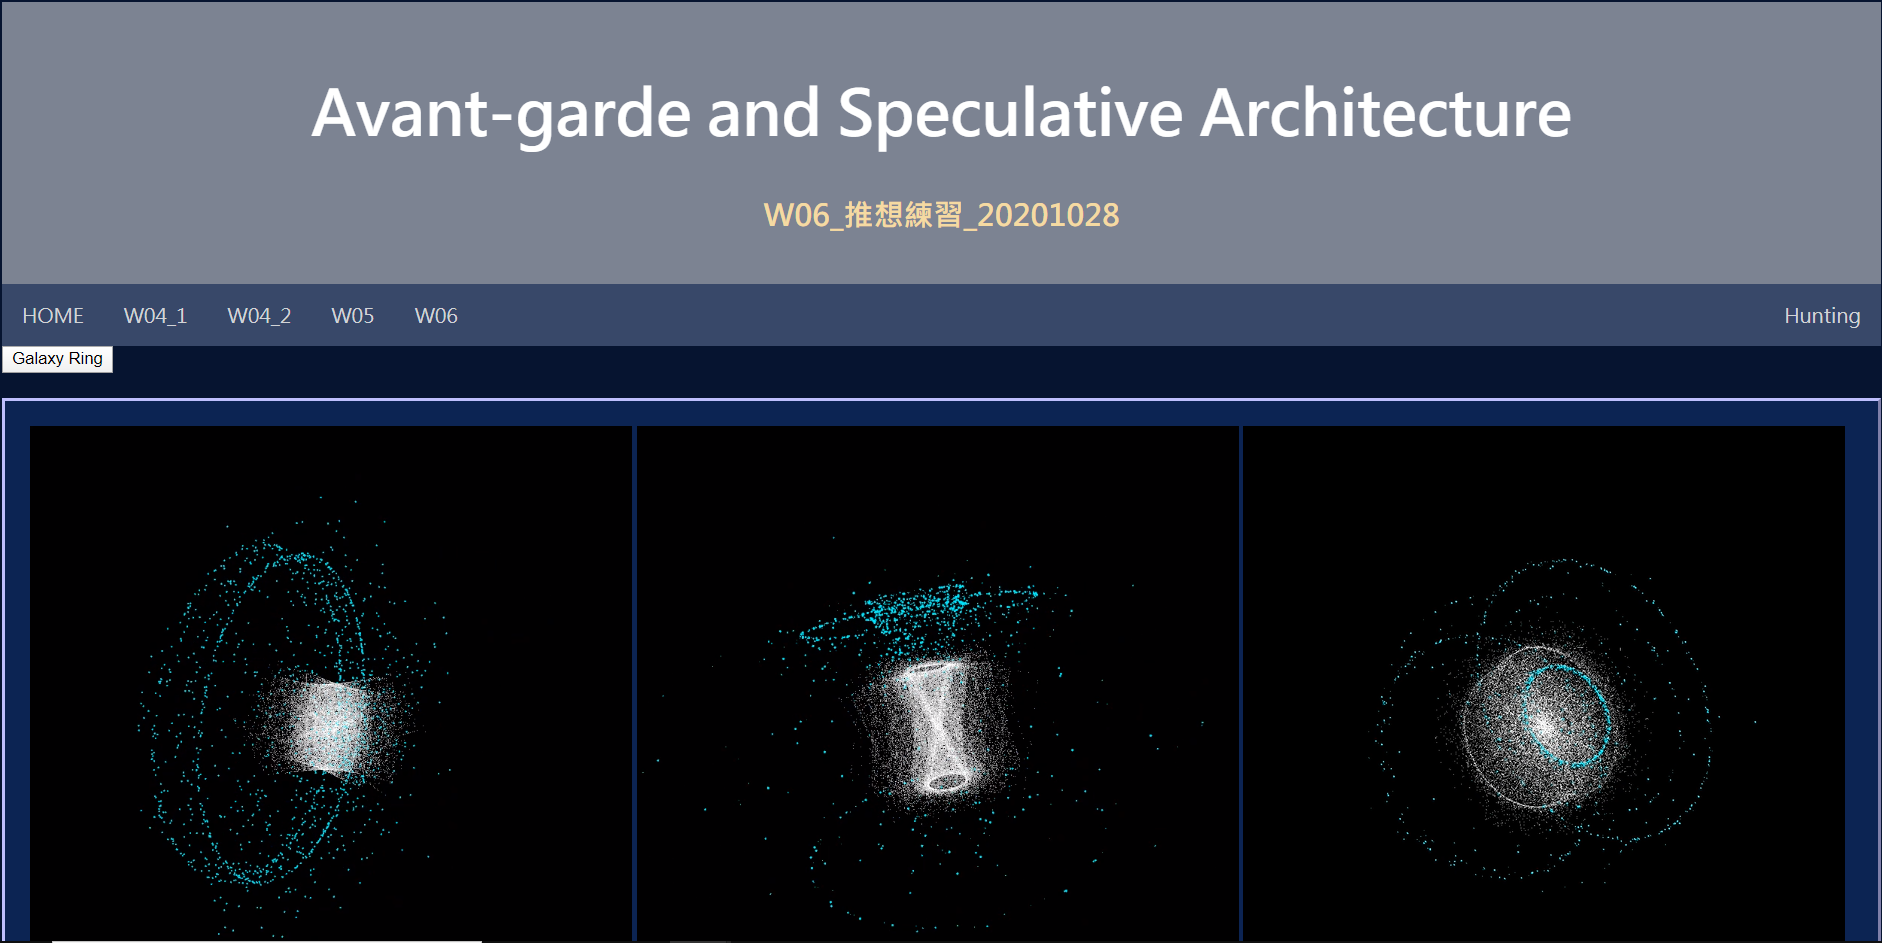 Avant-garde and Speculative Architecture
W06_推想練習_20201028
HOME W04_1 W04_2 W05 W06 Hunting
Galaxy Ring